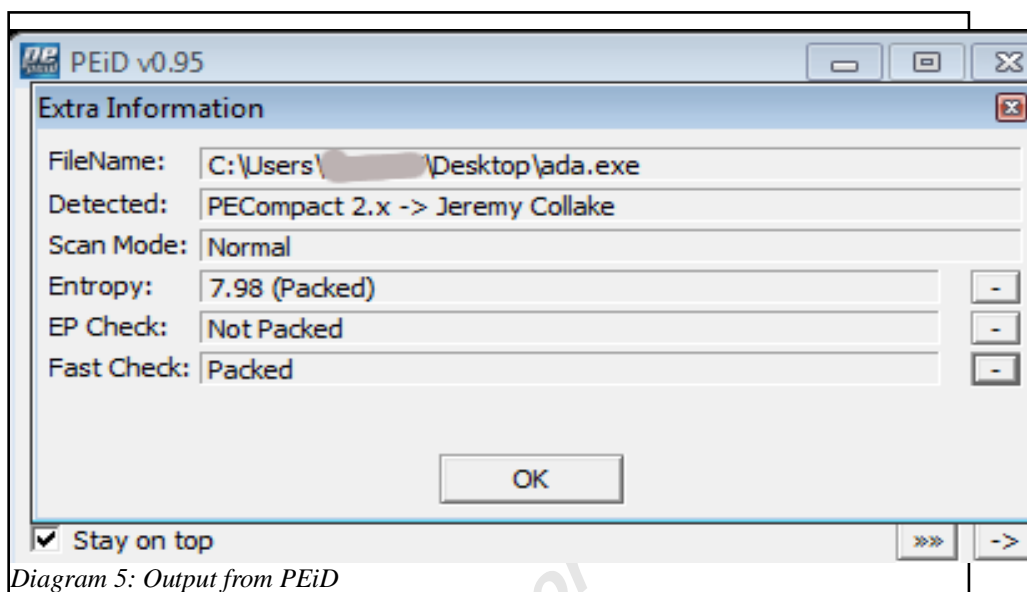 PEiD v0.95
Extra Information
FileName: C:\Users\ \Desktop\ada.exe
Detected: PECompact 2.x -> Jeremy Collake
Scan Mode: Normal
Entropy: 7.98 (Packed) -
EP Check: Not Packed -
Fast Check: Packed -
OK
Stay on top »» ->
Diagram 5: Output from PEiD